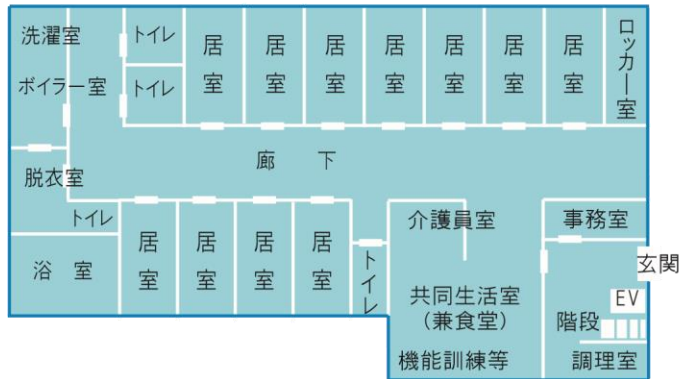 洗濯室
ボイラー室
トイレ
トイレ
居室
居室
居室
居室
居室
居室
居室
ロッカー室
廊 下
脱衣室
トイレ
浴 室
居室
居室
居室
居室
トイレ
介護員室
事務室
玄関
共同生活室
(兼食堂)
機能訓練等
EV
階段
調理室